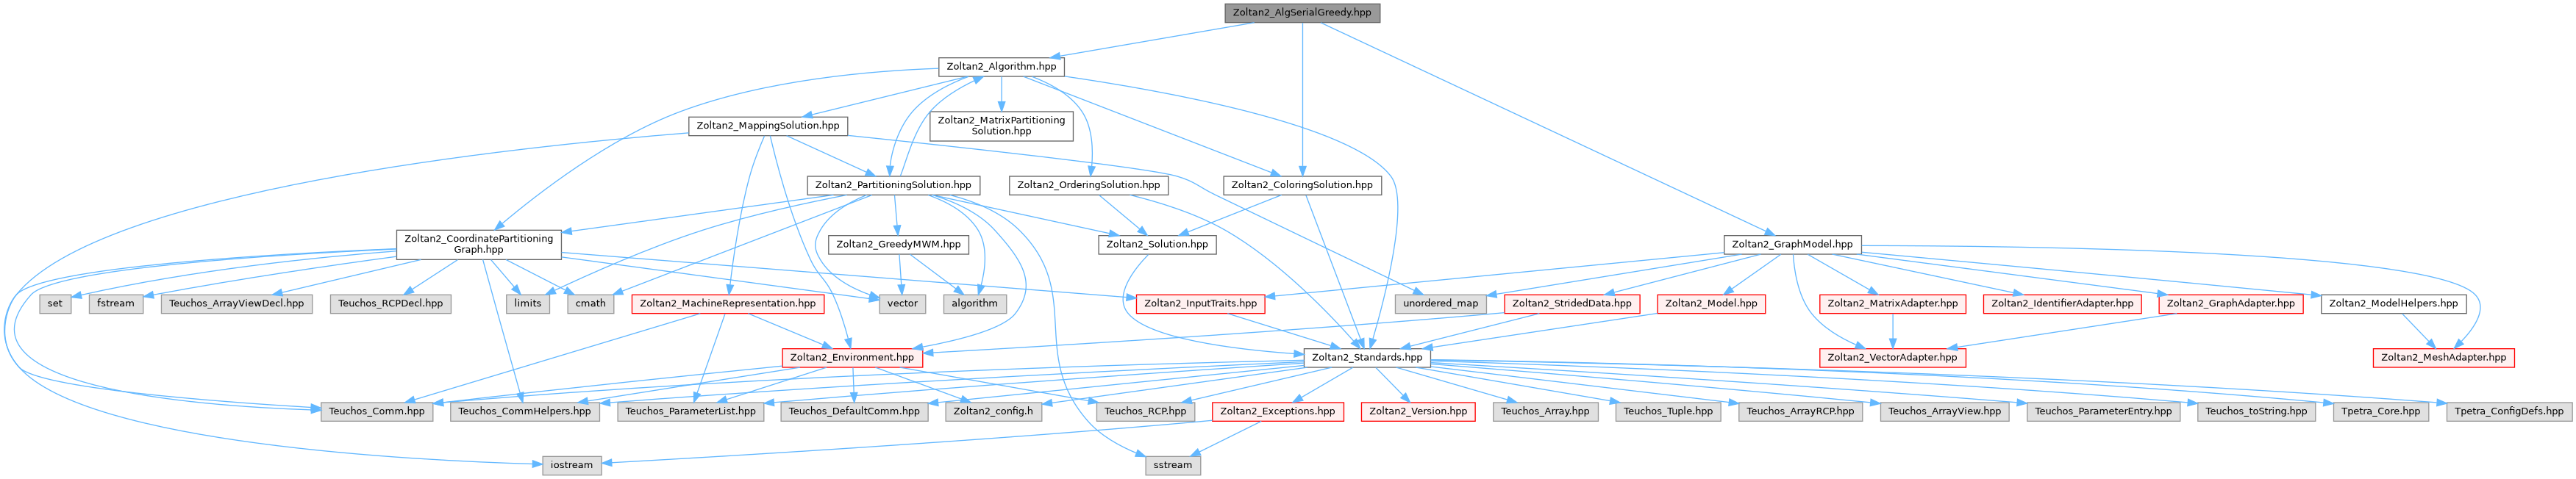 Zoltan2_AlgSerialGreedy.hpp
Zoltan2_Algorithm.hpp
Zoltan2_MappingSolution.hpp
Zoltan2_MatrixPartitioning
Solution.hpp
Zoltan2_PartitioningSolution.hpp
Zoltan2_OrderingSolution.hpp
Zoltan2_ColoringSolution.hpp
Zoltan2_CoordinatePartitioning
Graph.hpp
Zoltan2_GreedyMWM.hpp
Zoltan2_Solution.hpp
Zoltan2_GraphModel.hpp
set
fstream
Teuchos_ArrayViewDecl.hpp
Teuchos_RCPDecl.hpp
limits
cmath
Zoltan2_MachineRepresentation.hpp
vector
algorithm
Zoltan2_InputTraits.hpp
unordered_map
Zoltan2_StridedData.hpp
Zoltan2_Model.hpp
Zoltan2_MatrixAdapter.hpp
Zoltan2_IdentifierAdapter.hpp
Zoltan2_GraphAdapter.hpp
Zoltan2_ModelHelpers.hpp
Zoltan2_Environment.hpp
Zoltan2_Standards.hpp
Zoltan2_VectorAdapter.hpp
Zoltan2_MeshAdapter.hpp
Teuchos_Comm.hpp
Teuchos_CommHelpers.hpp
Teuchos_ParameterList.hpp
Teuchos_DefaultComm.hpp
Zoltan2_config.h
Teuchos_RCP.hpp
Zoltan2_Exceptions.hpp
Zoltan2_Version.hpp
Teuchos_Array.hpp
Teuchos_Tuple.hpp
Teuchos_ArrayRCP.hpp
Teuchos_ArrayView.hpp
Teuchos_ParameterEntry.hpp
Teuchos_toString.hpp
Tpetra_Core.hpp
Tpetra_ConfigDefs.hpp
iostream
sstream